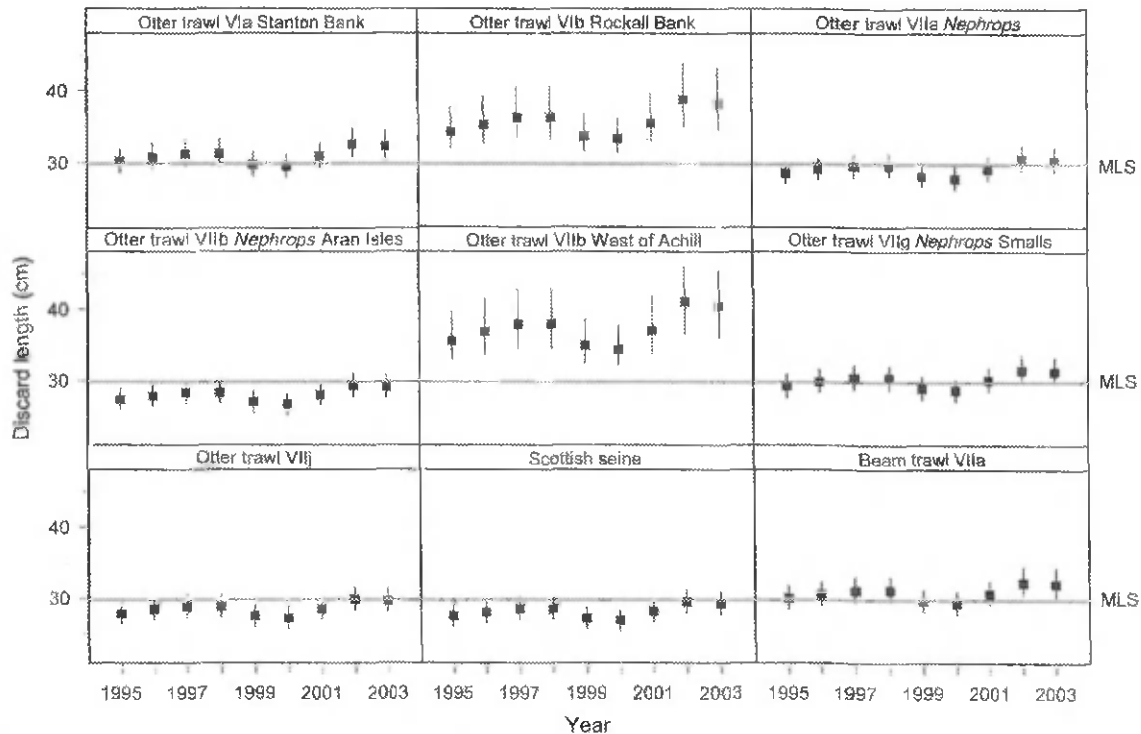 Otter trawl VIa Stanton Bank
Otter trawl VIb Rockall Bank
Otter trawl VIIa Nephrops
40
30
MLS
Otter trawl VIIb Nephrops Aran Isles
Otter trawl VIIb West of Achill
Otter trawl VIIg Nephrops Smalls
Discard length (cm)
40
30
MLS
Otter trawl VIIj
Scottish seine
Beam trawl VIIa
40
30
MLS
1995 1997 1999 2001 2003
1995 1997 1999 2001 2003
1995 1997 1999 2001 2003
Year